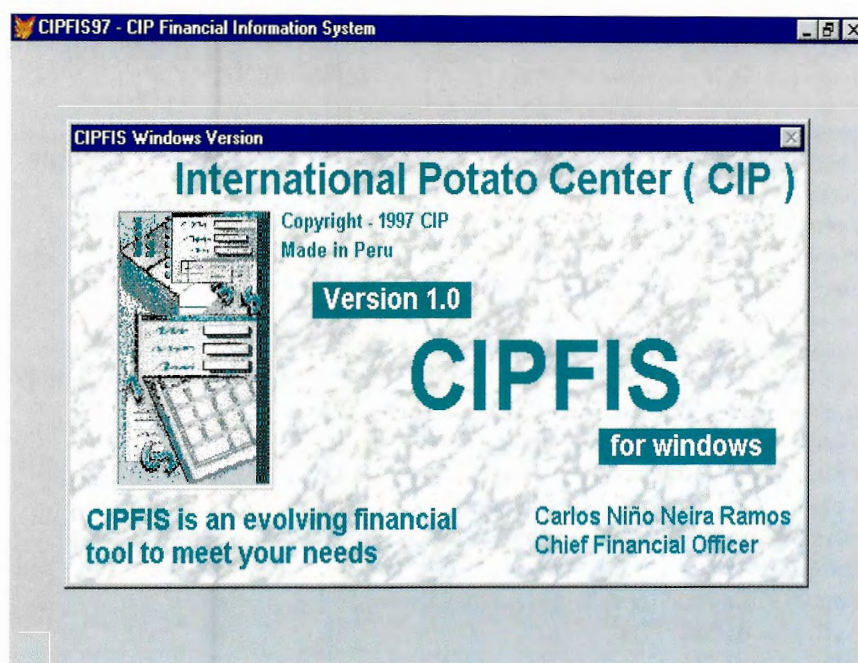 CIPFIS97 - CIP Financial Information System
CIPFIS Windows Version
International Potato Center ( CIP )
Copyright - 1997 CIP
Made in Peru
Version 1.0
CIPFIS
for windows
CIPFIS is an evolving financial
tool to meet your needs
Carlos Niño Neira Ramos
Chief Financial Officer